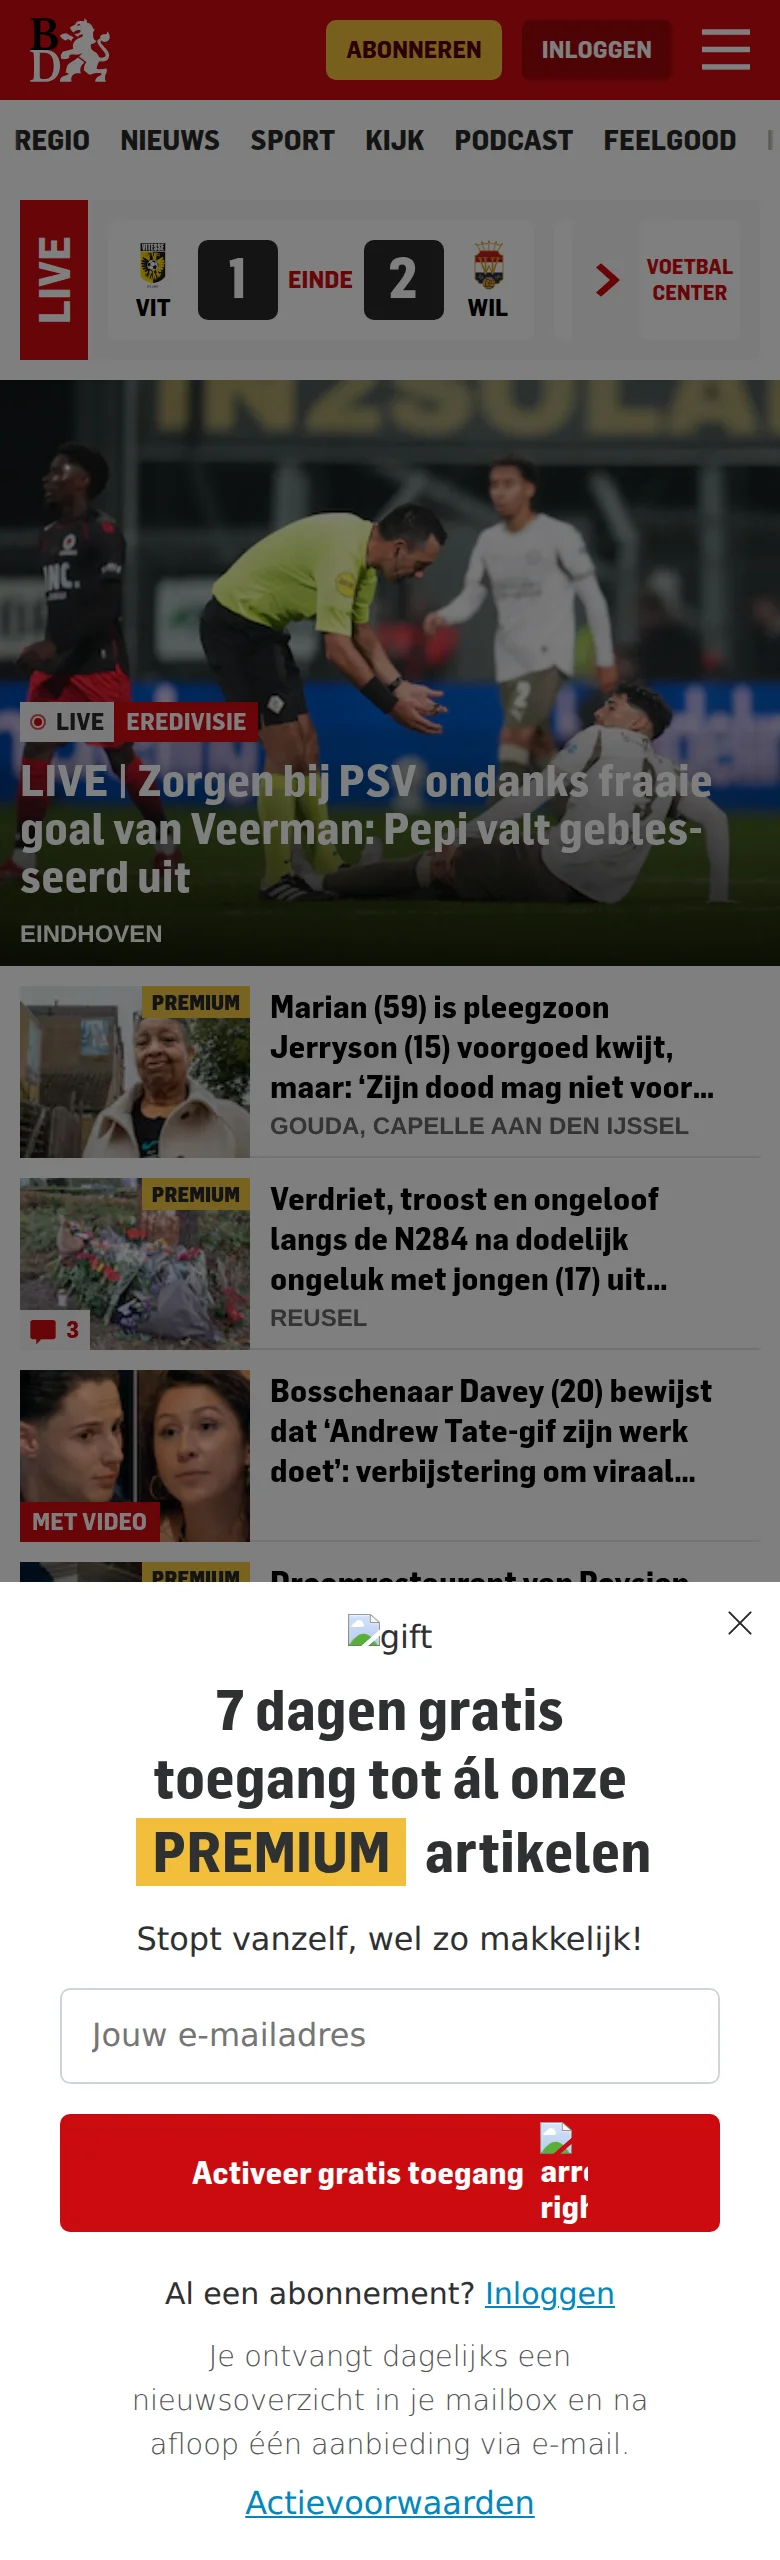 BD
ABONNEREN
INLOGGEN
REGIO NIEUWS SPORT KIJK PODCAST FEELGOOD
LIVE
VITESSE
VIT
1
EINDE
2
WIL
VOETBAL
CENTER
IN2SOLAR
INC.
2
LIVE EREDIVISIE
LIVE | Zorgen bij PSV ondanks fraaie
goal van Veerman: Pepi valt gebles-
seerd uit
EINDHOVEN
PREMIUM
Marian (59) is pleegzoon
Jerryson (15) voorgoed kwijt,
maar: ‘Zijn dood mag niet voor...
GOUDA, CAPELLE AAN DEN IJSSEL
PREMIUM
3
Verdriet, troost en ongeloof
langs de N284 na dodelijk
ongeluk met jongen (17) uit...
REUSEL
MET VIDEO
Bosschenaar Davey (20) bewijst
dat ‘Andrew Tate-gif zijn werk
doet’: verbijstering om viraal...
PREMIUM
gift
7 dagen gratis
toegang tot ál onze
PREMIUM artikelen
Stopt vanzelf, wel zo makkelijk!
Jouw e-mailadres
Activeer gratis toegang
Al een abonnement? Inloggen
Je ontvangt dagelijks een
nieuwsoverzicht in je mailbox en na
afloop één aanbieding via e-mail.
Actievoorwaarden